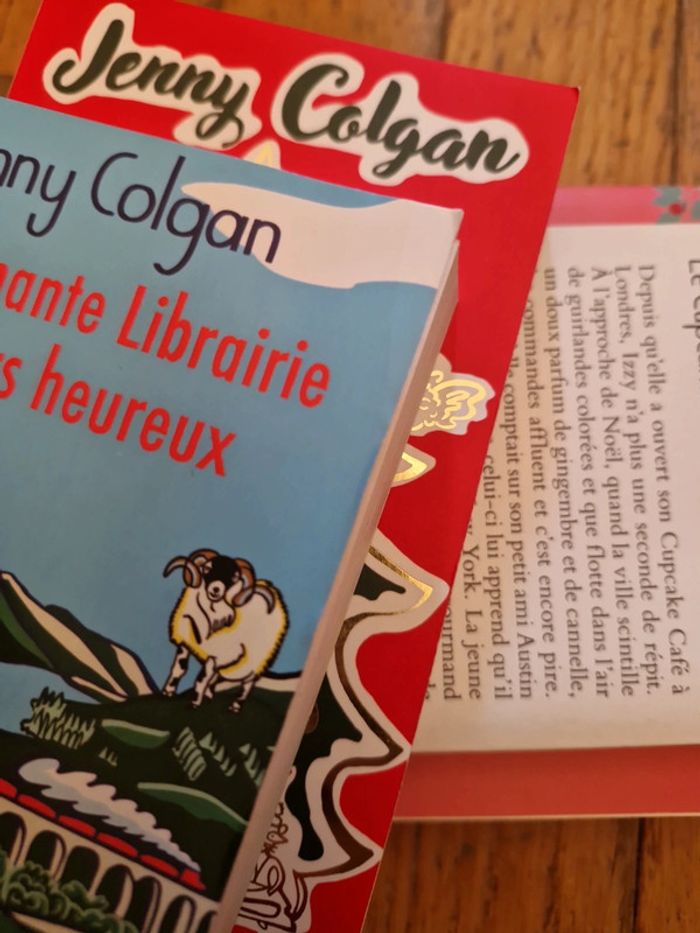 Jenny Colgan
nny Colgan
ante Librairie
s heureux
Depuis qu'elle a ouvert son Cupcake Café à
Londres, Izzy n'a plus une seconde de répit.
À l'approche de Noël, quand la ville scintille
de guirlandes colorées et que flotte dans l'air
un doux parfum de gingembre et de cannelle,
commandes affluent et c'est encore pire.
comptait sur son petit ami Austin
celui-ci lui apprend qu'il
York. La jeune
ourmand